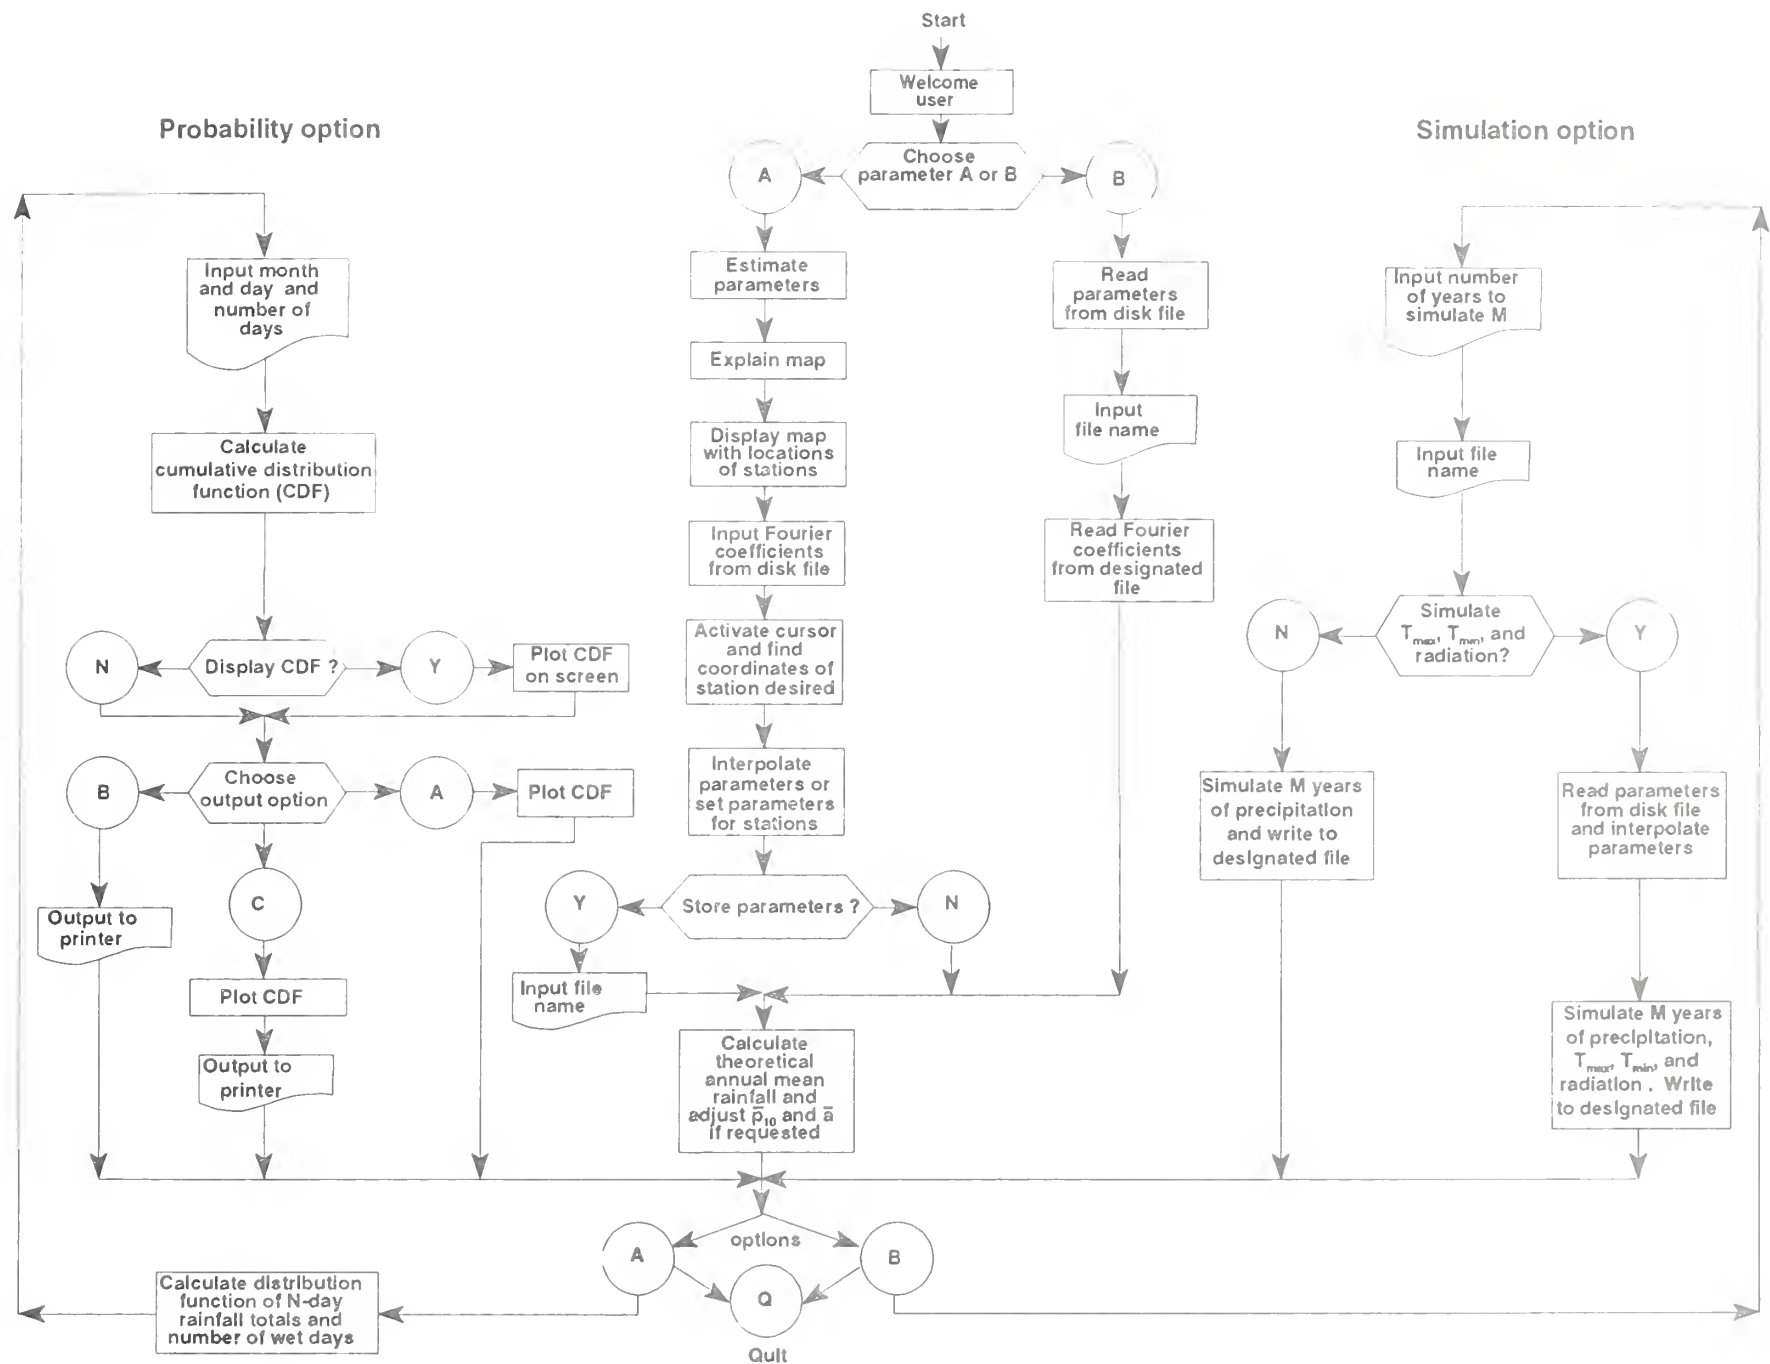 Start
Welcome
user
Probability option
Simulation option
Choose
parameter A or B
A
B
Estimate
parameters
Explain map
Display map
with locations
of stations
Input Fourier
coefficients
from disk file
Activate cursor
and find
coordinates of
station desired
Interpolate
parameters or
set parameters
for stations
Store parameters ?
Y
N
Input file
name
Read
parameters
from disk file
Input
file name
Read Fourier
coefficients
from designated
file
Calculate
theoretical
annual mean
rainfall and
adjust p̅₁₀ and a̅
if requested
options
A
B
Q
Quit
Calculate distribution
function of N-day
rainfall totals and
number of wet days
Input month
and day and
number of
days
Calculate
cumulative distribution
function (CDF)
Display CDF ?
N
Y
Plot CDF
on screen
Choose
output option
B
A
Plot CDF
C
Output to
printer
Plot CDF
Output to
printer
Input number
of years to
simulate M
Input file
name
Simulate
Tmax, Tmin, and
radiation?
N
Y
Simulate M years
of precipitation
and write to
designated file
Read parameters
from disk file
and interpolate
parameters
Simulate M years
of precipitation,
Tmax, Tmin, and
radiation . Write
to designated file